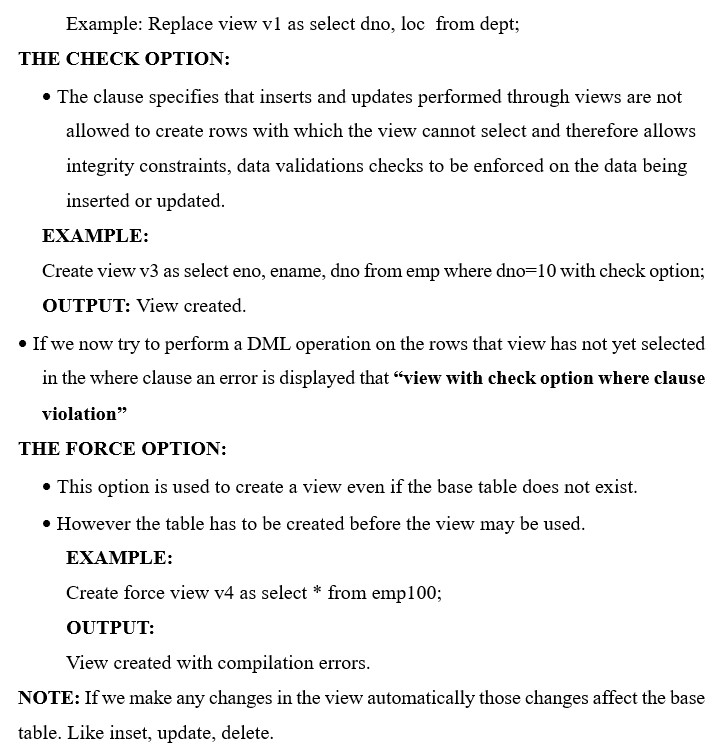 Example: Replace view v1 as select dno, loc  from dept;
THE CHECK OPTION:
• The clause specifies that inserts and updates performed through views are not
allowed to create rows with which the view cannot select and therefore allows
integrity constraints, data validations checks to be enforced on the data being
inserted or updated.
EXAMPLE:
Create view v3 as select eno, ename, dno from emp where dno=10 with check option;
OUTPUT: View created.
• If we now try to perform a DML operation on the rows that view has not yet selected
in the where clause an error is displayed that “view with check option where clause
violation”
THE FORCE OPTION:
• This option is used to create a view even if the base table does not exist.
• However the table has to be created before the view may be used.
EXAMPLE:
Create force view v4 as select * from emp100;
OUTPUT:
View created with compilation errors.
NOTE: If we make any changes in the view automatically those changes affect the base
table. Like inset, update, delete.